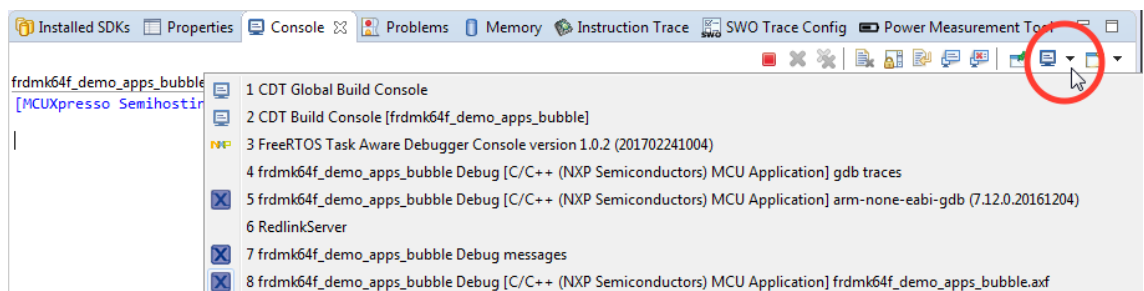 Installed SDKs Properties Console Problems Memory Instruction Trace SWO Trace Config Power Measurement Tool
frdmk64f_demo_apps_bubble
[MCUXpresso Semihostin
1 CDT Global Build Console
2 CDT Build Console [frdmk64f_demo_apps_bubble]
NXP 3 FreeRTOS Task Aware Debugger Console version 1.0.2 (201702241004)
4 frdmk64f_demo_apps_bubble Debug [C/C++ (NXP Semiconductors) MCU Application] gdb traces
5 frdmk64f_demo_apps_bubble Debug [C/C++ (NXP Semiconductors) MCU Application] arm-none-eabi-gdb (7.12.0.20161204)
6 RedlinkServer
7 frdmk64f_demo_apps_bubble Debug messages
8 frdmk64f_demo_apps_bubble Debug [C/C++ (NXP Semiconductors) MCU Application] frdmk64f_demo_apps_bubble.axf